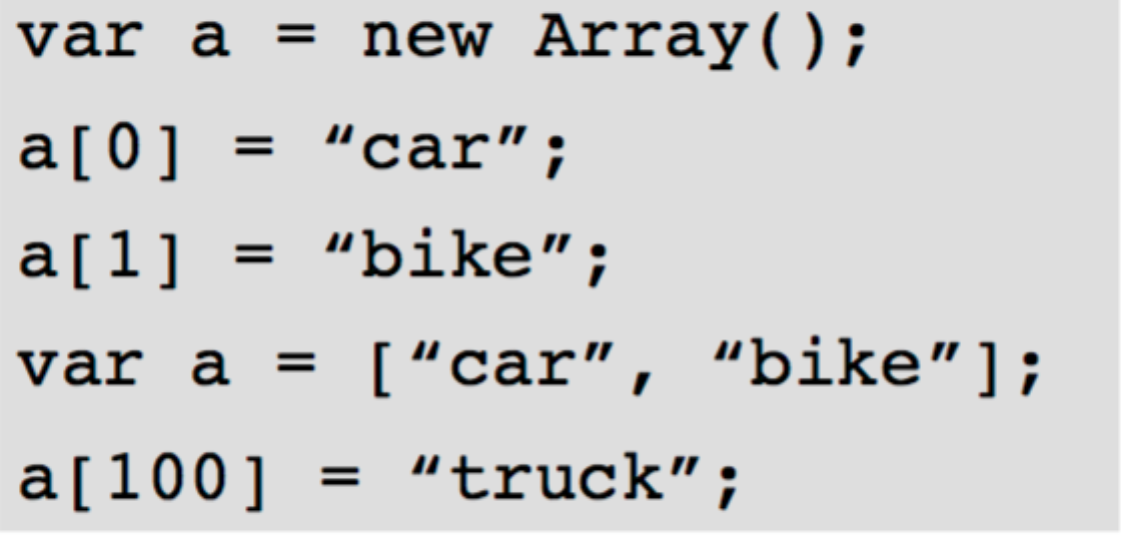 var a = new Array();
a[0] = “car”;
a[1] = “bike”;
var a = [“car”, “bike”];
a[100] = “truck”;